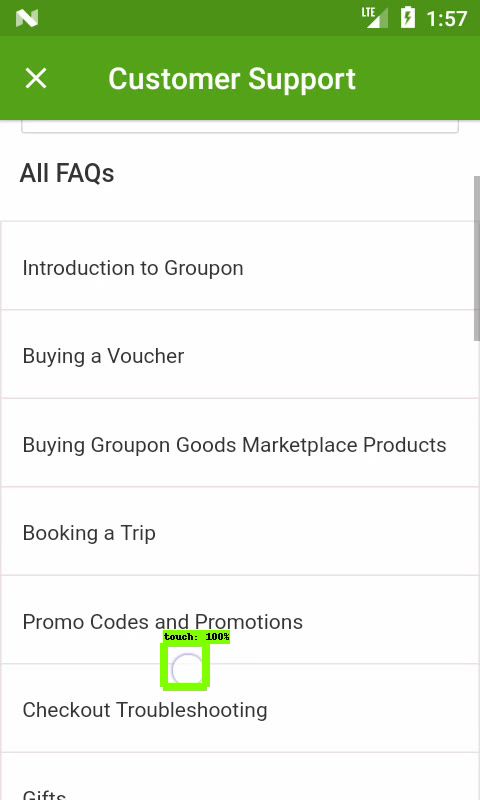 LTE 1:57
Customer Support
All FAQs
Introduction to Groupon
Buying a Voucher
Buying Groupon Goods Marketplace Products
Booking a Trip
Promo Codes and Promotions
touch: 100%
Checkout Troubleshooting
Gifts